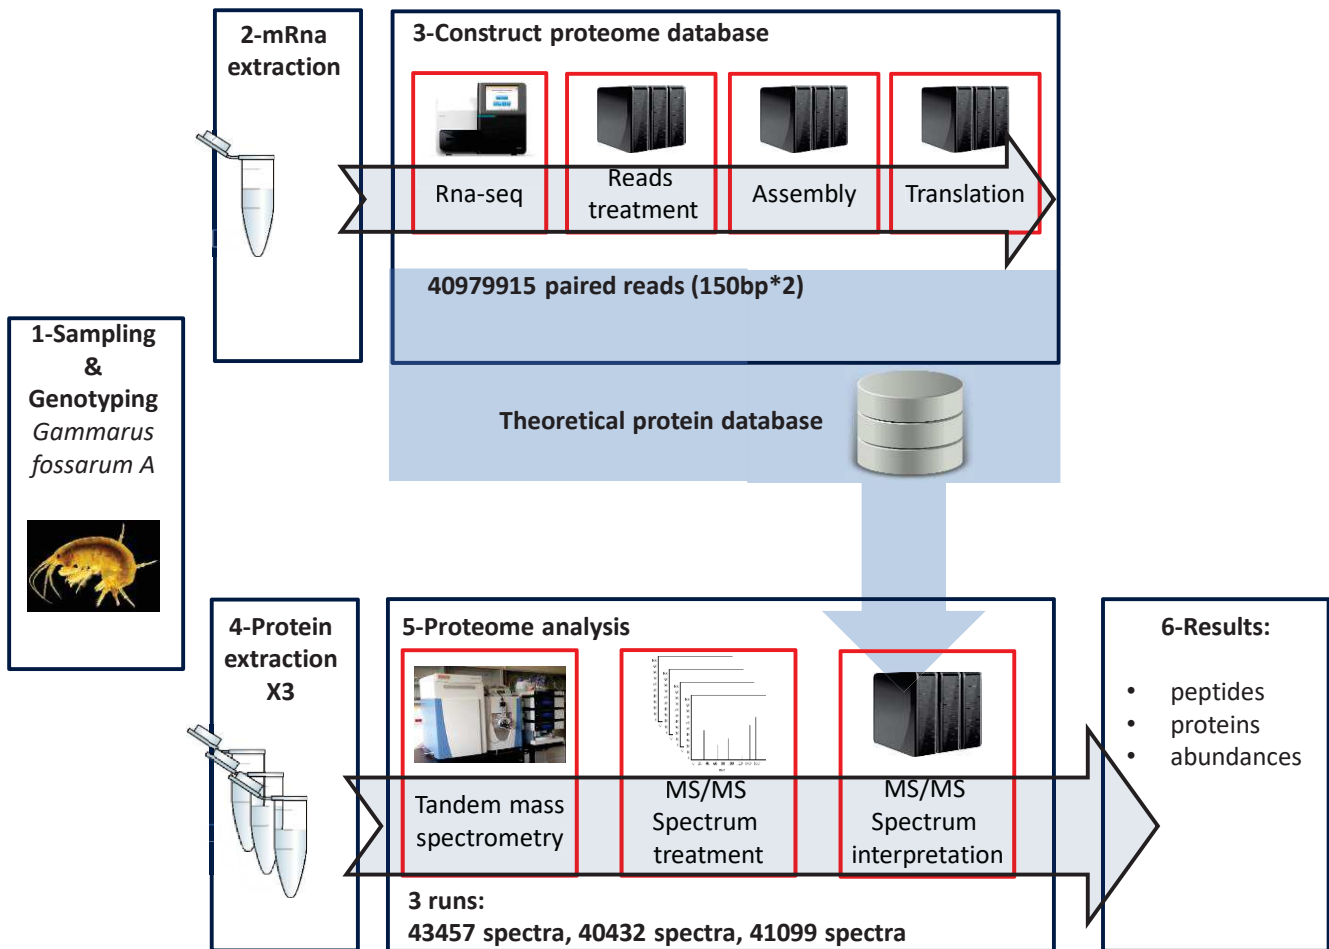 1-Sampling
&
Genotyping
Gammarus
fossarum A
2-mRna
extraction
3-Construct proteome database
Rna-seq
Reads
treatment
Assembly
Translation
40979915 paired reads (150bp*2)
Theoretical protein database
4-Protein
extraction
X3
5-Proteome analysis
Tandem mass
spectrometry
MS/MS
Spectrum
treatment
MS/MS
Spectrum
interpretation
3 runs:
43457 spectra, 40432 spectra, 41099 spectra
6-Results:
• peptides
• proteins
• abundances